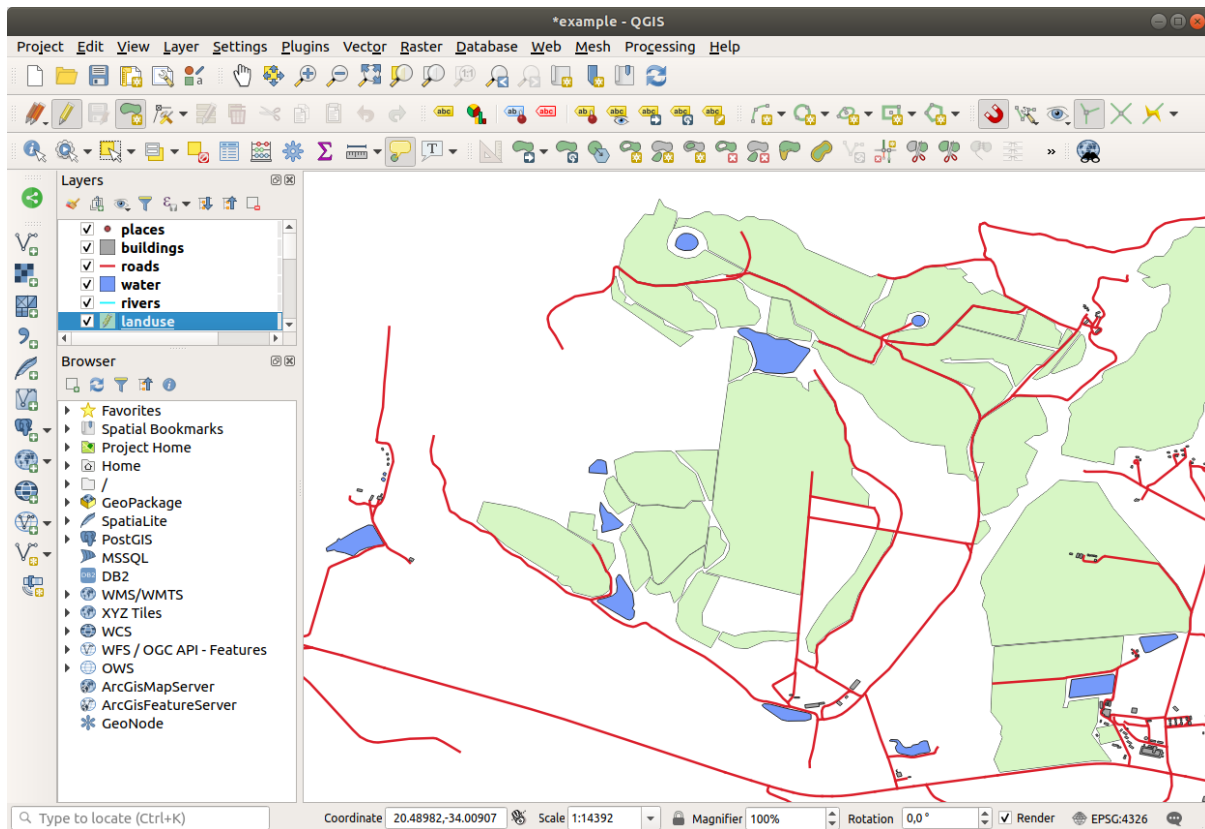 *example - QGIS
Project Edit View Layer Settings Plugins Vector Raster Database Web Mesh Processing Help
Layers
places
buildings
roads
water
rivers
landuse
Browser
Favorites
Spatial Bookmarks
Project Home
Home
/
GeoPackage
SpatiaLite
PostGIS
MSSQL
DB2
WMS/WMTS
XYZ Tiles
WCS
WFS / OGC API - Features
OWS
ArcGisMapServer
ArcGisFeatureServer
GeoNode
Type to locate (Ctrl+K) Coordinate 20.48982,-34.00907 Scale 1:14392 Magnifier 100% Rotation 0,0 ° Render EPSG:4326